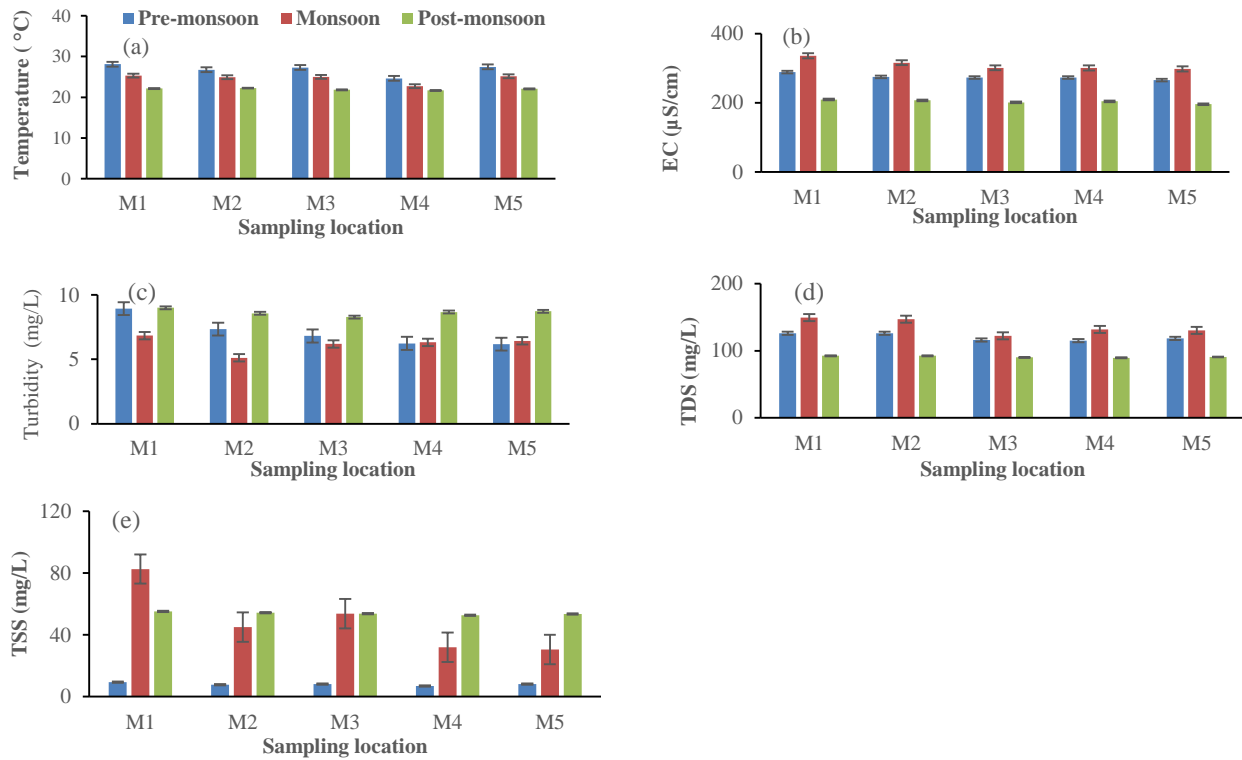 Pre-monsoon Monsoon Post-monsoon
(a)
Temperature ( °C)
40
30
20
10
0
M1 M2 M3 M4 M5
Sampling location
(b)
EC (µS/cm)
400
200
0
M1 M2 M3 M4 M5
Sampling location
(c)
Turbidity (mg/L)
10
5
0
M1 M2 M3 M4 M5
Sampling location
(d)
TDS (mg/L)
200
100
0
M1 M2 M3 M4 M5
Sampling location
(e)
TSS (mg/L)
120
80
40
0
M1 M2 M3 M4 M5
Sampling location